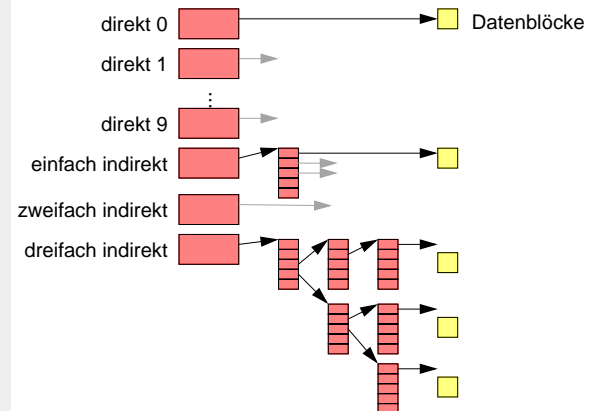 direkt 0
Datenblöcke
direkt 1
...
direkt 9
einfach indirekt
zweifach indirekt
dreifach indirekt